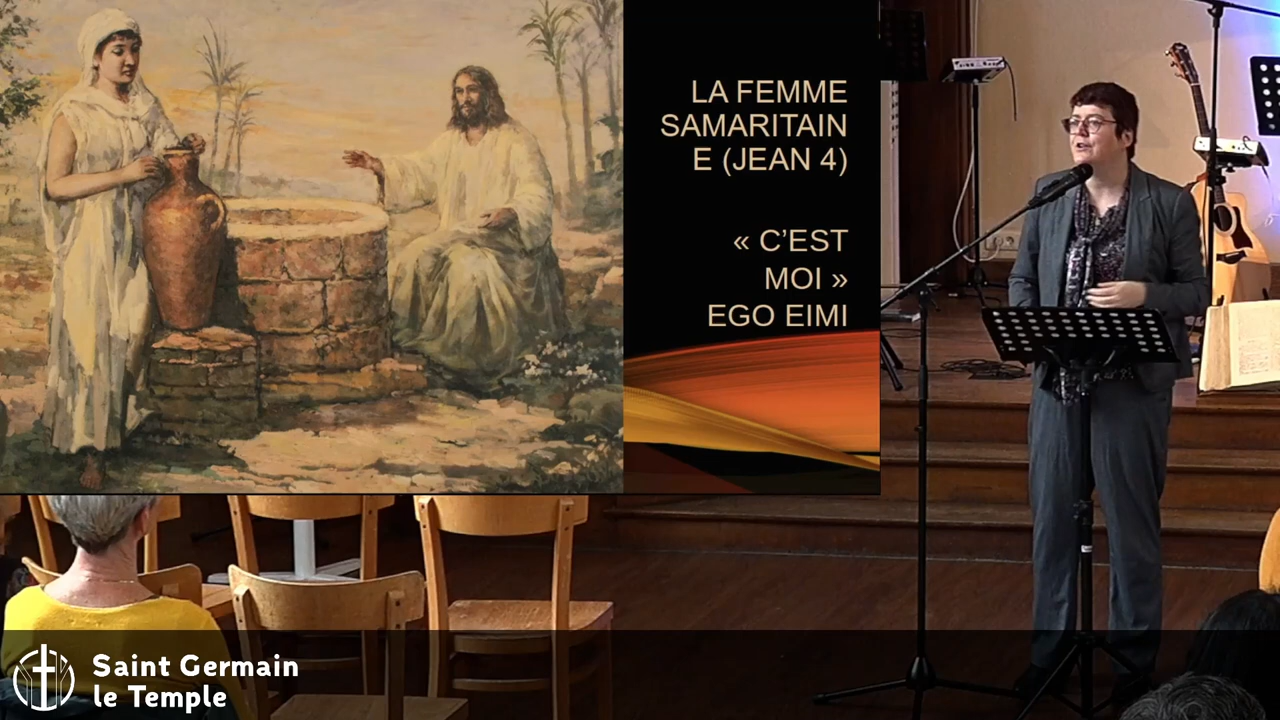 LA FEMME
SAMARITAIN
E (JEAN 4)
« C'EST
MOI »
EGO EIMI
Saint Germain
le Temple